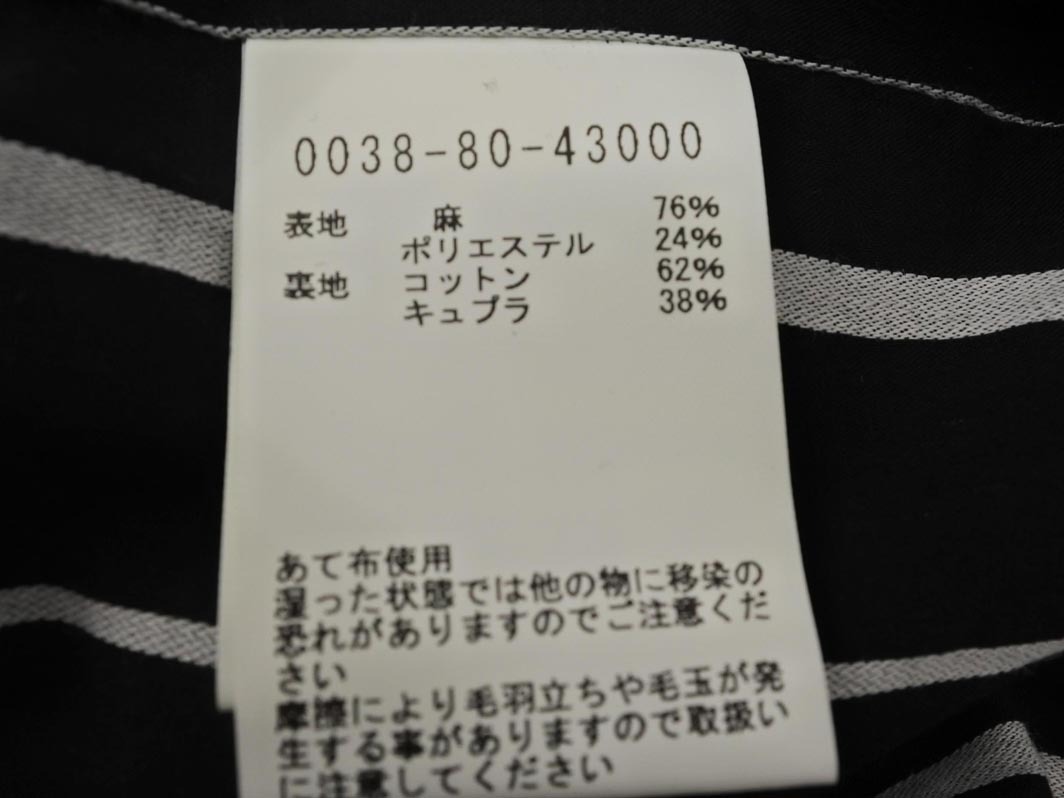 0038-80-43000
表地 麻 76%
ポリエステル 24%
裏地 コットン 62%
キュプラ 38%
あて布使用
湿った状態では他の物に移染の
恐れがありますのでご注意くだ
さい
摩擦により毛羽立ちや毛玉が発
生する事がありますので取扱い
に注意してください